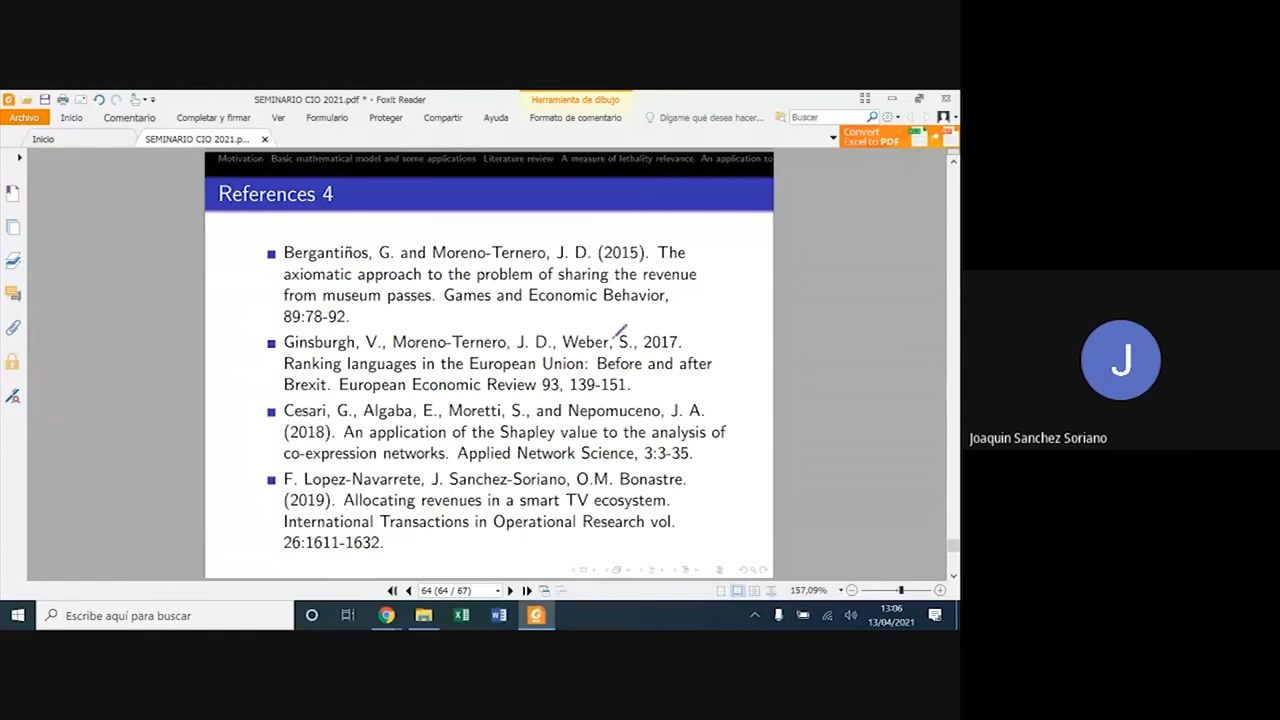 SEMINARIO CIO 2021.pdf * - Foxit Reader
Herramienta de dibujo
Archivo Inicio Comentario Completar y firmar Ver Formulario Proteger Compartir Ayuda Formato de comentario Dígame qué desea hacer... Buscar
Inicio SEMINARIO CIO 2021.p... Convert
Excel to PDF
Motivation Basic mathematical model and some applications Literature review A measure of lethality relevance. An application to
References 4
Bergantiños, G. and Moreno-Ternero, J. D. (2015). The
axiomatic approach to the problem of sharing the revenue
from museum passes. Games and Economic Behavior,
89:78-92.
Ginsburgh, V., Moreno-Ternero, J. D., Weber, S., 2017.
Ranking languages in the European Union: Before and after
Brexit. European Economic Review 93, 139-151.
Cesari, G., Algaba, E., Moretti, S., and Nepomuceno, J. A.
(2018). An application of the Shapley value to the analysis of
co-expression networks. Applied Network Science, 3:3-35.
F. Lopez-Navarrete, J. Sanchez-Soriano, O.M. Bonastre.
(2019). Allocating revenues in a smart TV ecosystem.
International Transactions in Operational Research vol.
26:1611-1632.
64 (64 / 67)
157,09%
Escribe aquí para buscar
13:06
13/04/2021
J
Joaquin Sanchez Soriano